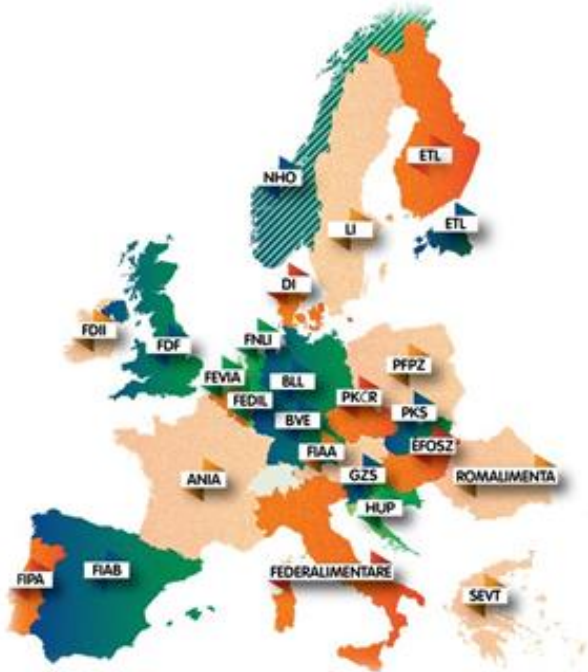 ETL
NHO
ETL
LI
DI
FDII
FDF
FNLI
FEVIA
BLL
PFPZ
FEDIL
PKČR
PKS
BVE
EFOSZ
FIAA
ANIA
GZS
ROMALIMENTA
HUP
FIPA
FIAB
FEDERALIMENTARE
SEVT